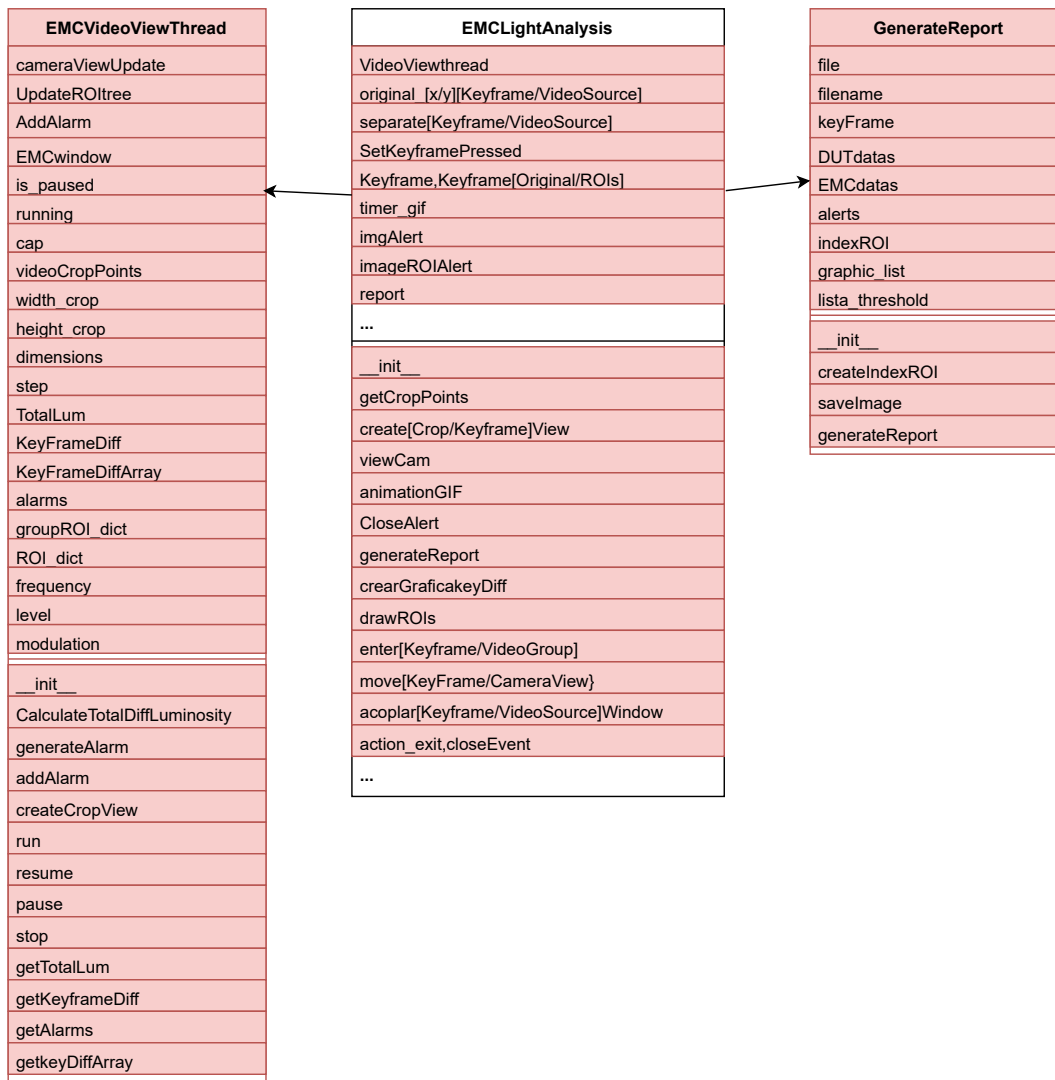 EMCVideoViewThread
cameraViewUpdate
UpdateROItree
AddAlarm
EMCwindow
is_paused
running
cap
videoCropPoints
width_crop
height_crop
dimensions
step
TotalLum
KeyFrameDiff
KeyFrameDiffArray
alarms
groupROI_dict
ROI_dict
frequency
level
modulation
__init__
CalculateTotalDiffLuminosity
generateAlarm
addAlarm
createCropView
run
resume
pause
stop
getTotalLum
getKeyframeDiff
getAlarms
getkeyDiffArray
EMCLightAnalysis
VideoViewthread
original_[x/y][Keyframe/VideoSource]
separate[Keyframe/VideoSource]
SetKeyframePressed
Keyframe,Keyframe[Original/ROIs]
timer_gif
imgAlert
imageROIAlert
report
...
__init__
getCropPoints
create[Crop/Keyframe]View
viewCam
animationGIF
CloseAlert
generateReport
crearGraficakeyDiff
drawROIs
enter[Keyframe/VideoGroup]
move[KeyFrame/CameraView}
acoplar[Keyframe/VideoSource]Window
action_exit,closeEvent
...
GenerateReport
file
filename
keyFrame
DUTdatas
EMCdatas
alerts
indexROI
graphic_list
lista_threshold
__init__
createIndexROI
saveImage
generateReport